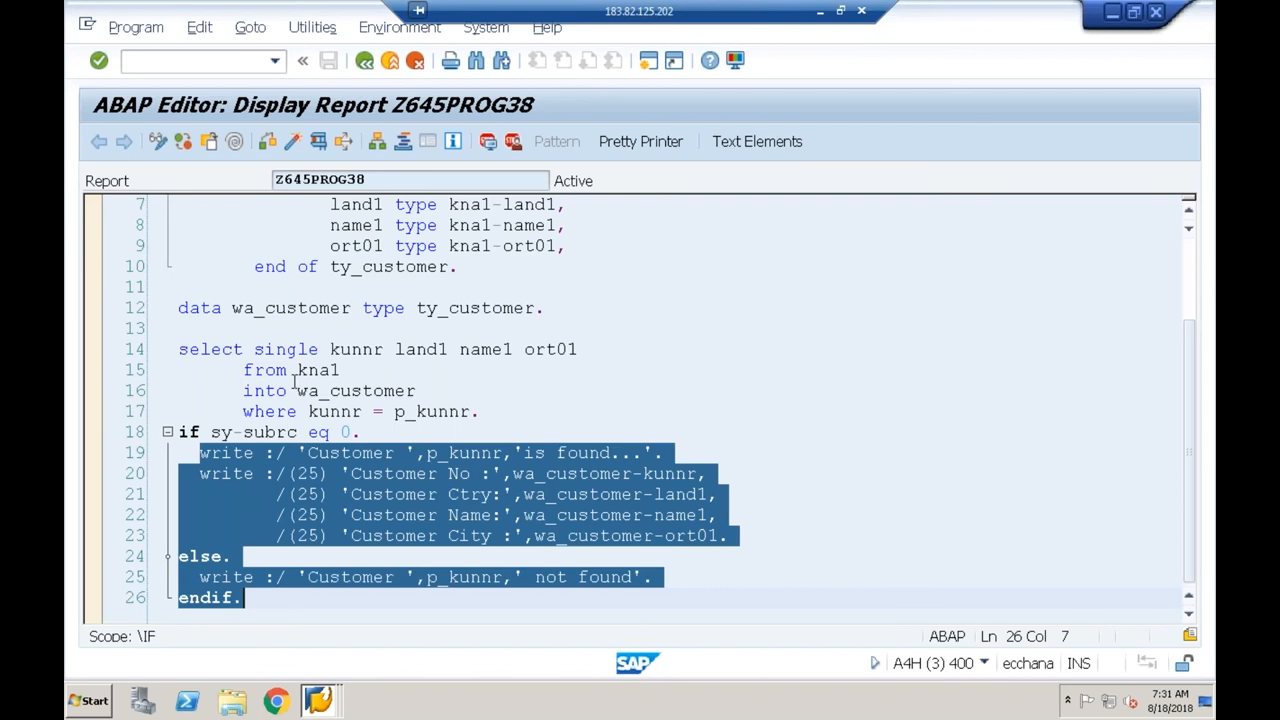 183.82.125.202
Program Edit Goto Utilities Environment System Help
ABAP Editor: Display Report Z645PROG38
Pattern Pretty Printer Text Elements
Report Z645PROG38 Active
7 land1 type kna1-land1,
8 name1 type kna1-name1,
9 ort01 type kna1-ort01,
10 end of ty_customer.
11
12 data wa_customer type ty_customer.
13
14 select single kunnr land1 name1 ort01
15 from kna1
16 into wa_customer
17 where kunnr = p_kunnr.
18 if sy-subrc eq 0.
19 write :/ 'Customer ',p_kunnr,'is found...'.
20 write :/(25) 'Customer No :',wa_customer-kunnr,
21 /(25) 'Customer Ctry:',wa_customer-land1,
22 /(25) 'Customer Name:',wa_customer-name1,
23 /(25) 'Customer City :',wa_customer-ort01.
24 else.
25 write :/ 'Customer ',p_kunnr,' not found'.
26 endif.
Scope: \IF ABAP Ln 26 Col 7
SAP A4H (3) 400 ecchana INS
Start 7:31 AM
8/18/2018